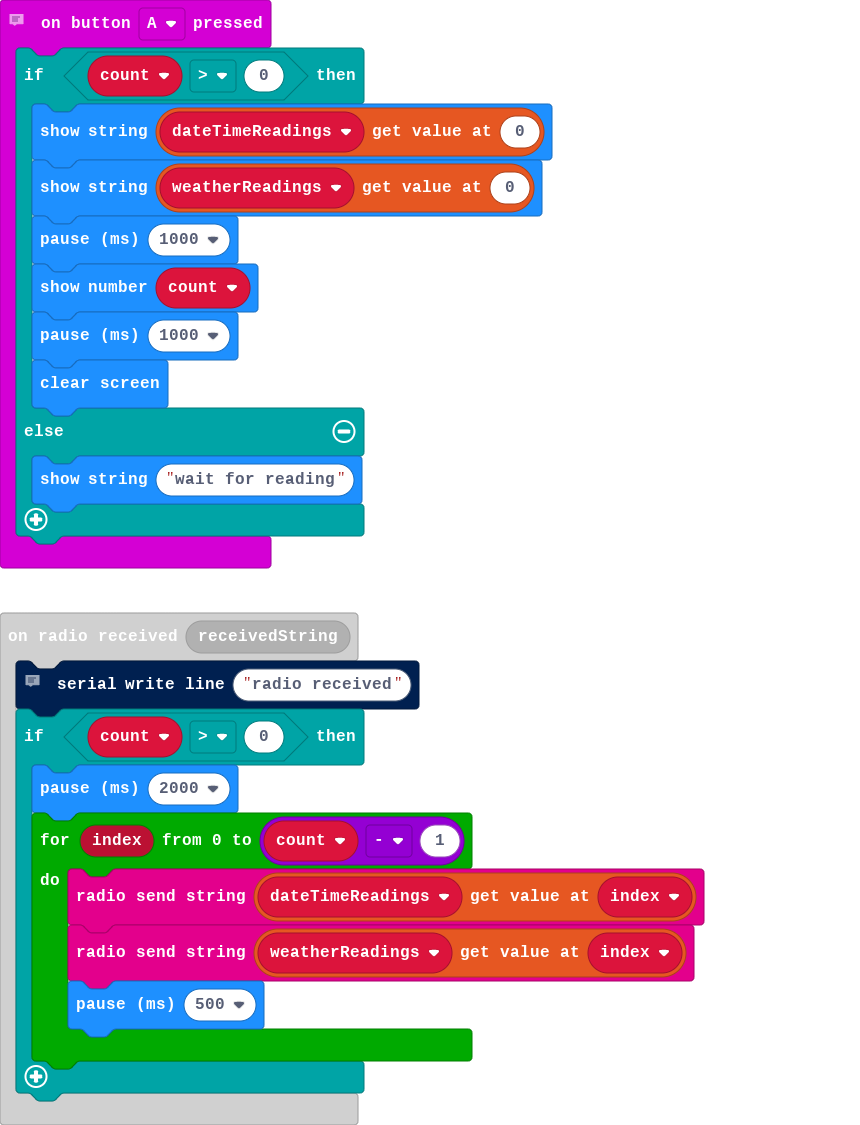 on button A pressed
if count > 0 then
show string dateTimeReadings get value at 0
show string weatherReadings get value at 0
pause (ms) 1000
show number count
pause (ms) 1000
clear screen
else
show string "wait for reading"
on radio received receivedString
serial write line "radio received"
if count > 0 then
pause (ms) 2000
for index from 0 to count - 1
do
radio send string dateTimeReadings get value at index
radio send string weatherReadings get value at index
pause (ms) 500